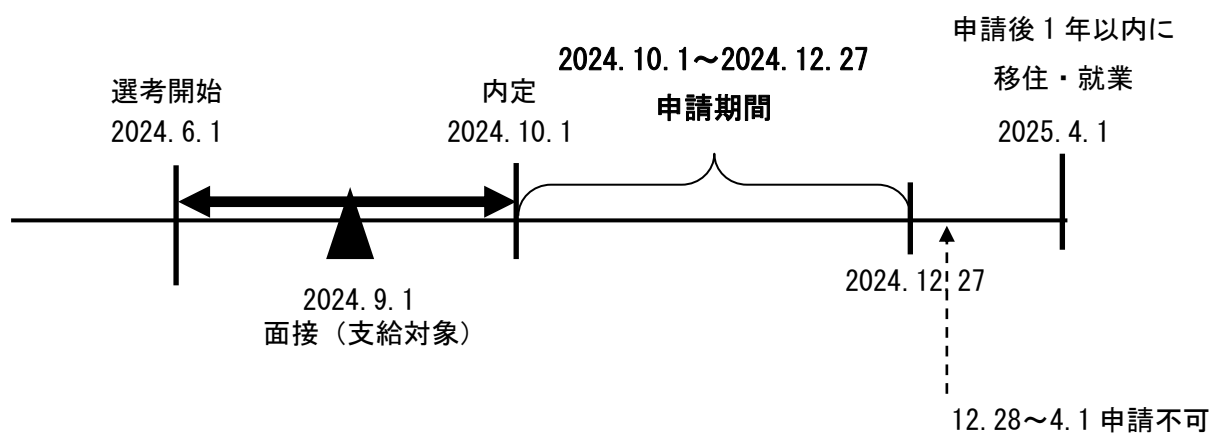 申請後1年以内に
移住・就業
2025.4.1
2024.10.1～2024.12.27
申請期間
選考開始
2024.6.1
内定
2024.10.1
2024.12.27
2024.9.1
面接（支給対象）
12.28～4.1申請不可